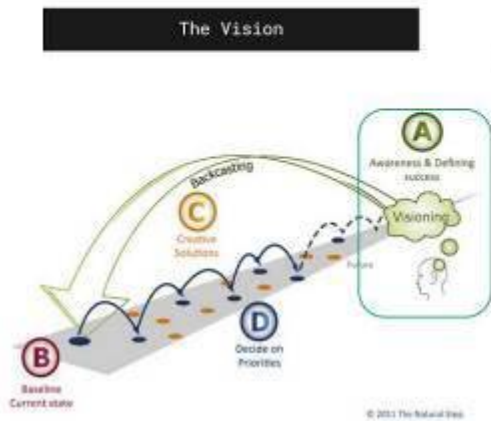 The Vision
A
Awareness & Defining
success
Backcasting
Visioning
C
Creative
Solutions
Future
D
Decide on
Priorities
B
Baseline
Current state
© 2011 The Natural Step